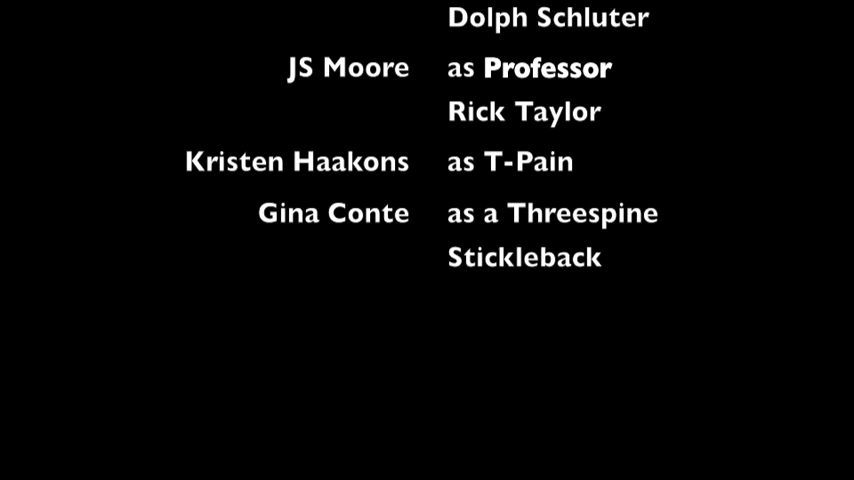 Dolph Schluter
JS Moore as Professor
Rick Taylor
Kristen Haakons as T-Pain
Gina Conte as a Threespine
Stickleback